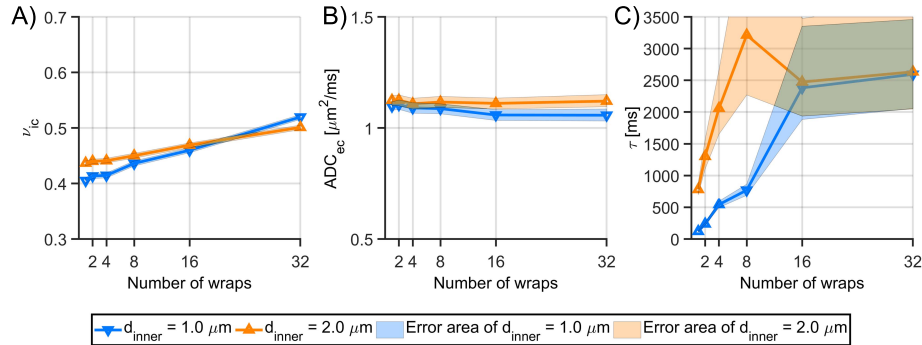 A)
B)
C)
0.7
0.6
0.5
0.4
0.3
ν_ic
2 4 8 16 32
Number of wraps
1.5
1
0.5
ADC_ec [μm²/ms]
2 4 8 16 32
Number of wraps
3500
3000
2500
2000
1500
1000
500
0
τ [ms]
2 4 8 16 32
Number of wraps
d_inner = 1.0 μm d_inner = 2.0 μm Error area of d_inner = 1.0 μm Error area of d_inner = 2.0 μm